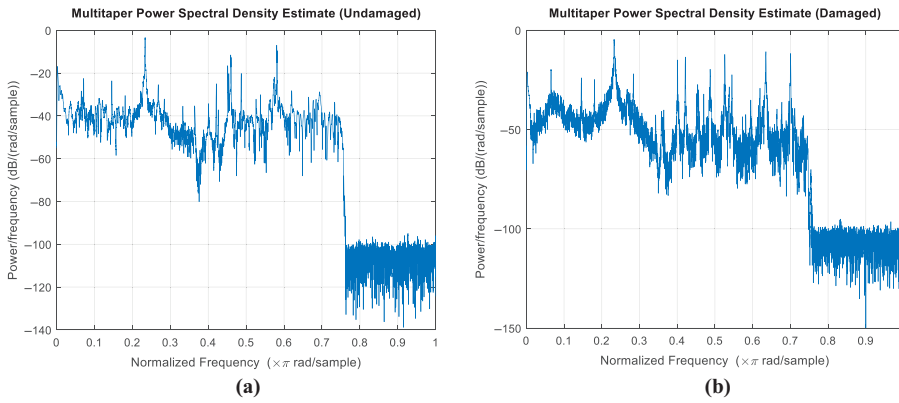 Multitaper Power Spectral Density Estimate (Undamaged)
0
−20
−40
−60
−80
−100
−120
−140
Power/frequency (dB/(rad/sample))
0 0.1 0.2 0.3 0.4 0.5 0.6 0.7 0.8 0.9 1
Normalized Frequency (×π rad/sample)
(a)
Multitaper Power Spectral Density Estimate (Damaged)
0
−50
−100
−150
Power/frequency (dB/(rad/sample))
0 0.1 0.2 0.3 0.4 0.5 0.6 0.7 0.8 0.9
Normalized Frequency (×π rad/sample)
(b)